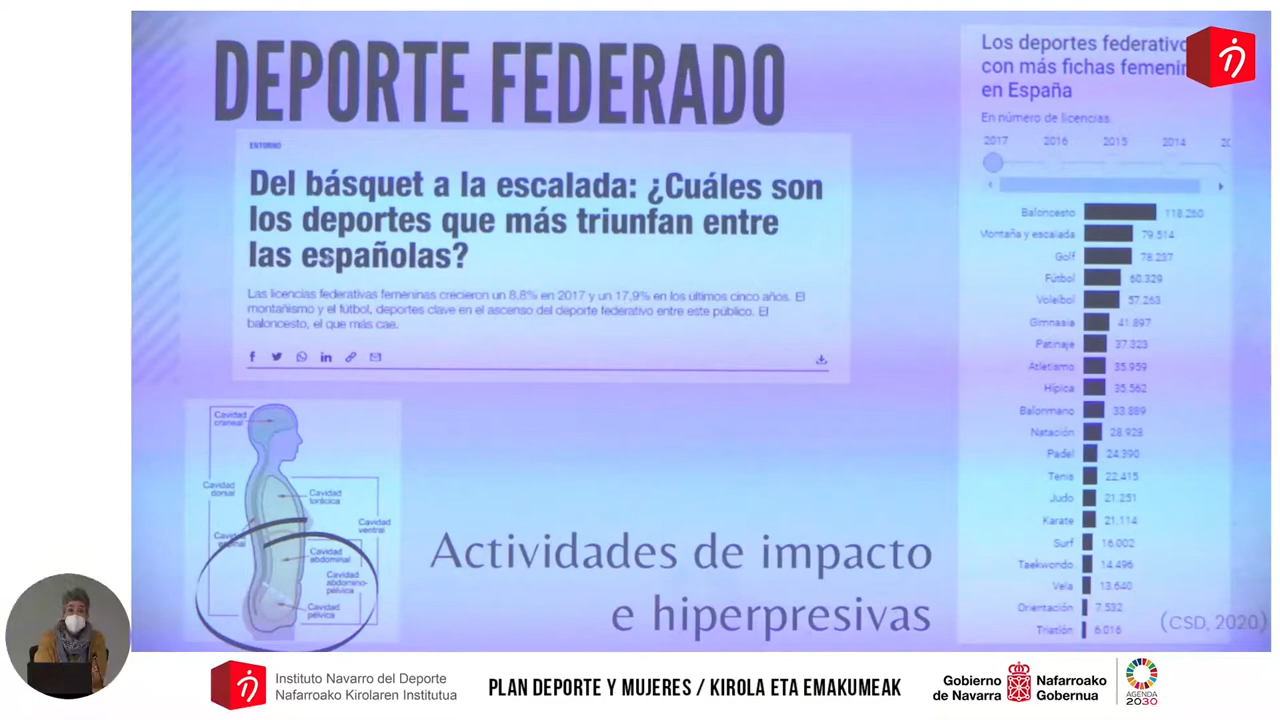 DEPORTE FEDERADO
ENTORNO
Del básquet a la escalada: ¿Cuáles son
los deportes que más triunfan entre
las españolas?
Las licencias federativas femeninas crecieron un 8,8% en 2017 y un 17,9% en los últimos cinco años. El
montañismo y el fútbol, deportes clave en el ascenso del deporte federativo entre este público. El
baloncesto, el que más cae.
Cavidad
craneal
Cavidad
dorsal
Cavidad
torácica
Cavidad
ventral
Cavidad
abdominal
Cavidad
abdomino-
pélvica
Cavidad
pélvica
Actividades de impacto
e hiperpresivas
Los deportes federativo
con más fichas femenin
en España
En número de licencias
2017 2016 2015 2014
Baloncesto 118.260
Montaña y escalada 79.514
Golf 78.237
Fútbol 60.329
Voleibol 57.263
Gimnasia 41.897
Patinaje 37.323
Atletismo 35.959
Hípica 35.562
Balonmano 33.889
Natación 28.928
Padel 24.390
Tenis 22.415
Judo 21.251
Karate 21.114
Surf 16.002
Taekwondo 14.496
Vela 13.640
Orientación 7.532
Triatlón 6.016
(CSD, 2020)
Instituto Navarro del Deporte
Nafarroako Kirolaren Institutua
PLAN DEPORTE Y MUJERES / KIROLA ETA EMAKUMEAK
Gobierno
de Navarra
Nafarroako
Gobernua
AGENDA
2030